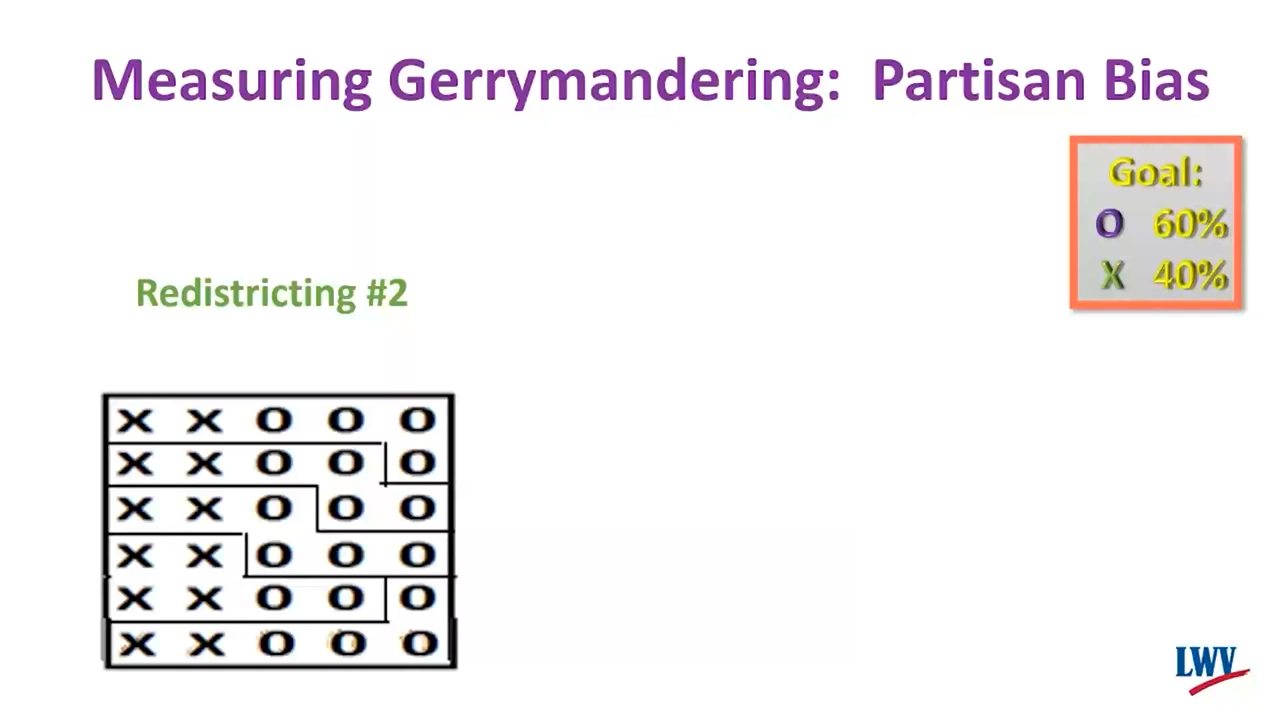 Measuring Gerrymandering: Partisan Bias
Goal:
O 60%
X 40%
Redistricting #2
X X O O O
X X O O O
X X O O O
X X O O O
X X O O O
X X O O O
LWV